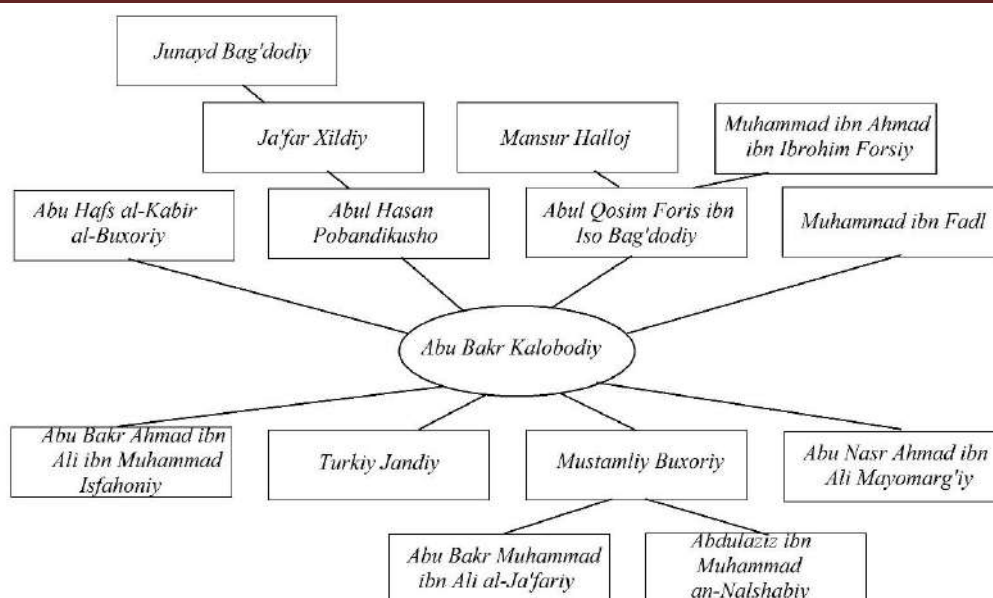 Junayd Bag'dodiy
Ja'far Xildiy
Mansur Halloj
Muhammad ibn Ahmad
ibn Ibrohim Forsiy
Abu Hafs al-Kabir
al-Buxoriy
Abul Hasan
Pobandikusho
Abul Qosim Foris ibn
Iso Bag'dodiy
Muhammad ibn Fadl
Abu Bakr Kalobodiy
Abu Bakr Ahmad ibn
Ali ibn Muhammad
Isfahoniy
Turkiy Jandiy
Mustamliy Buxoriy
Abu Nasr Ahmad ibn
Ali Mayomarg'iy
Abu Bakr Muhammad
ibn Ali al-Ja'fariy
Abdulaziz ibn
Muhammad
an-Nalshabiy